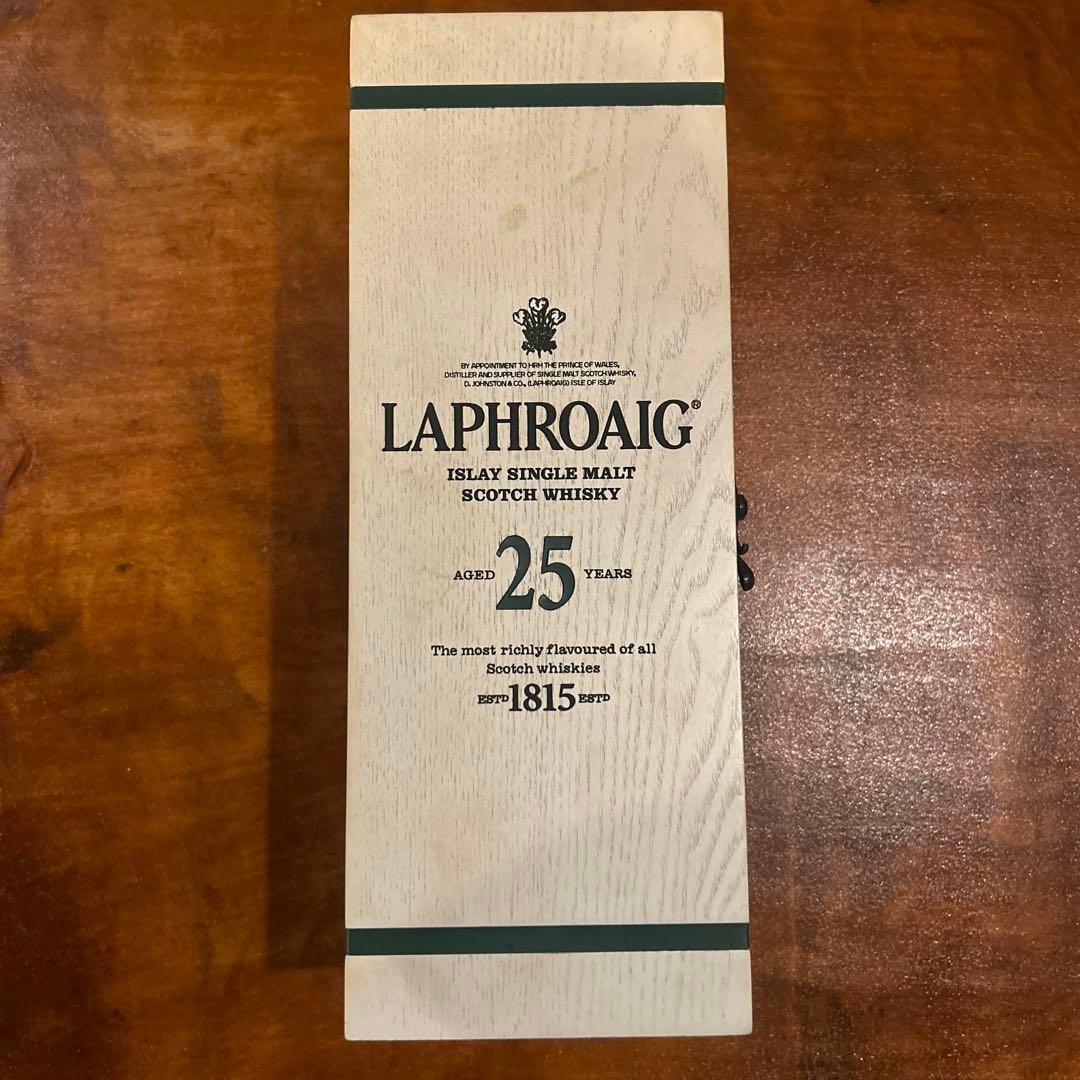 BY APPOINTMENT TO HRH THE PRINCE OF WALES,
DISTILLER AND SUPPLIER OF SINGLE MALT SCOTCH WHISKY,
D. JOHNSTON & CO., (LAPHROAIG) ISLE OF ISLAY
LAPHROAIG®
ISLAY SINGLE MALT
SCOTCH WHISKY
AGED 25 YEARS
The most richly flavoured of all
Scotch whiskies
ESTD 1815 ESTD